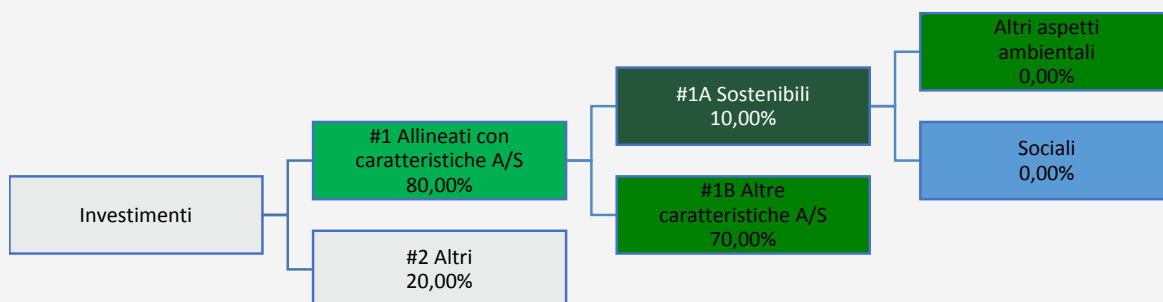 Investimenti
#1 Allineati con
caratteristiche A/S
80,00%
#2 Altri
20,00%
#1A Sostenibili
10,00%
#1B Altre
caratteristiche A/S
70,00%
Altri aspetti
ambientali
0,00%
Sociali
0,00%